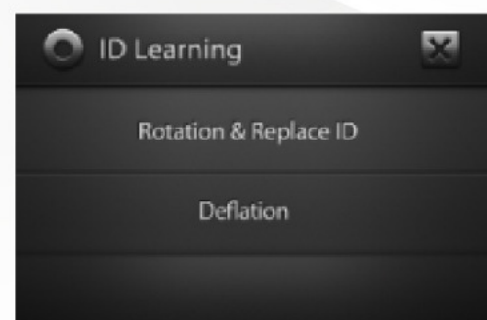 ID Learning
Rotation & Replace ID
Deflation